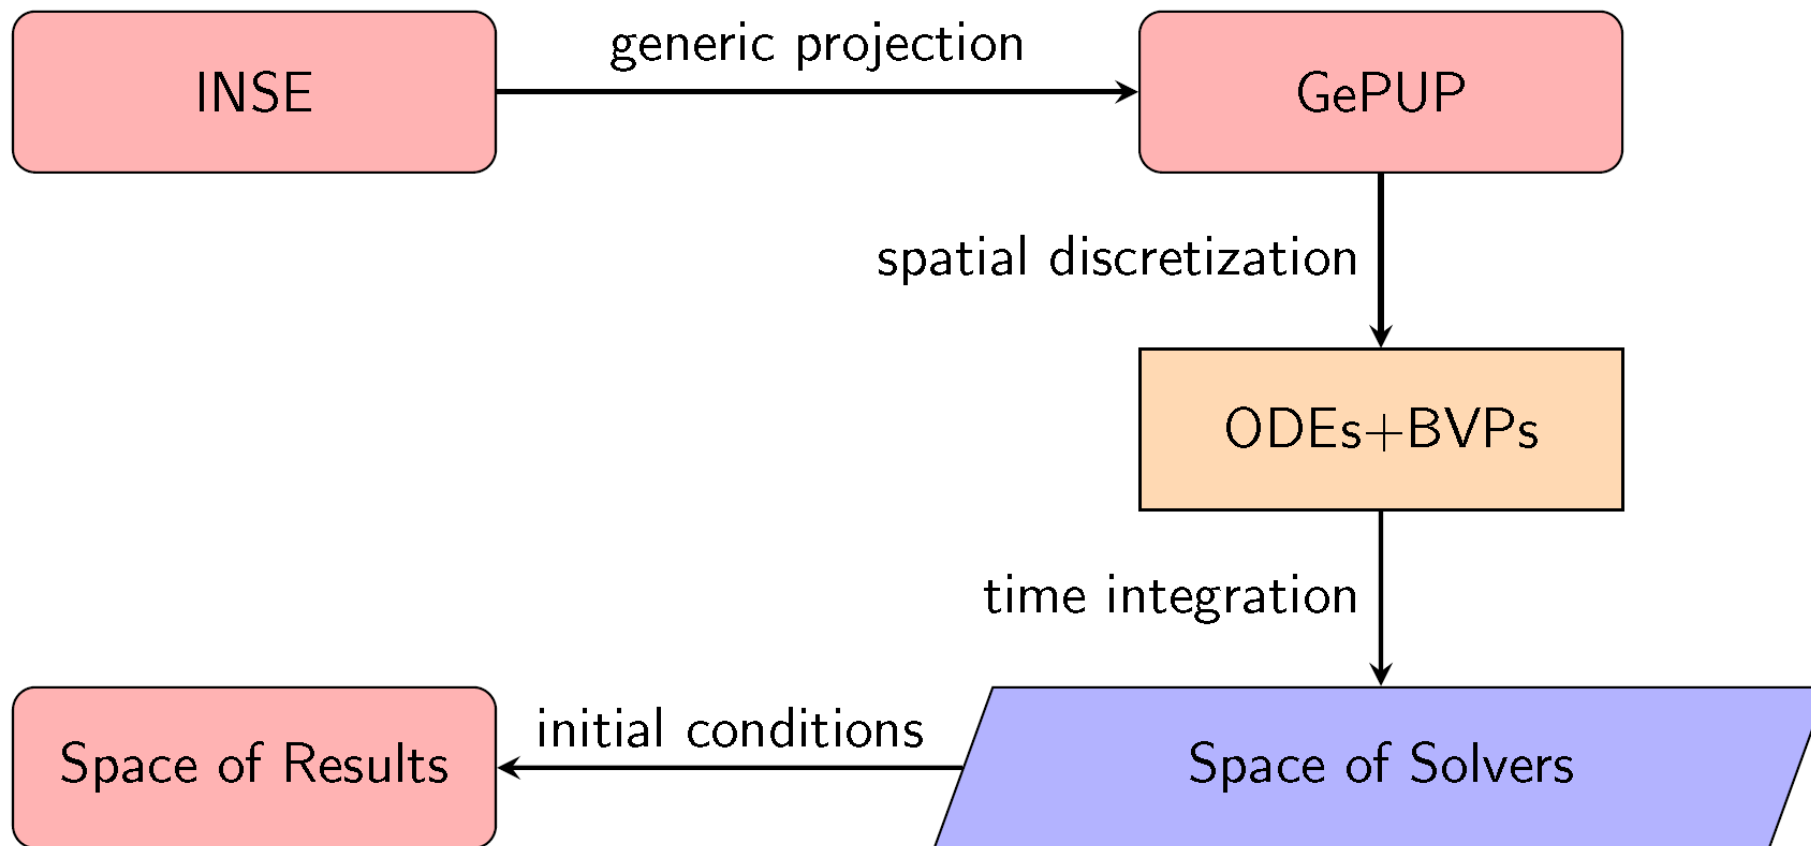 generic projection
INSE
GePUP
spatial discretization
ODEs+BVPs
time integration
initial conditions
Space of Results
Space of Solvers